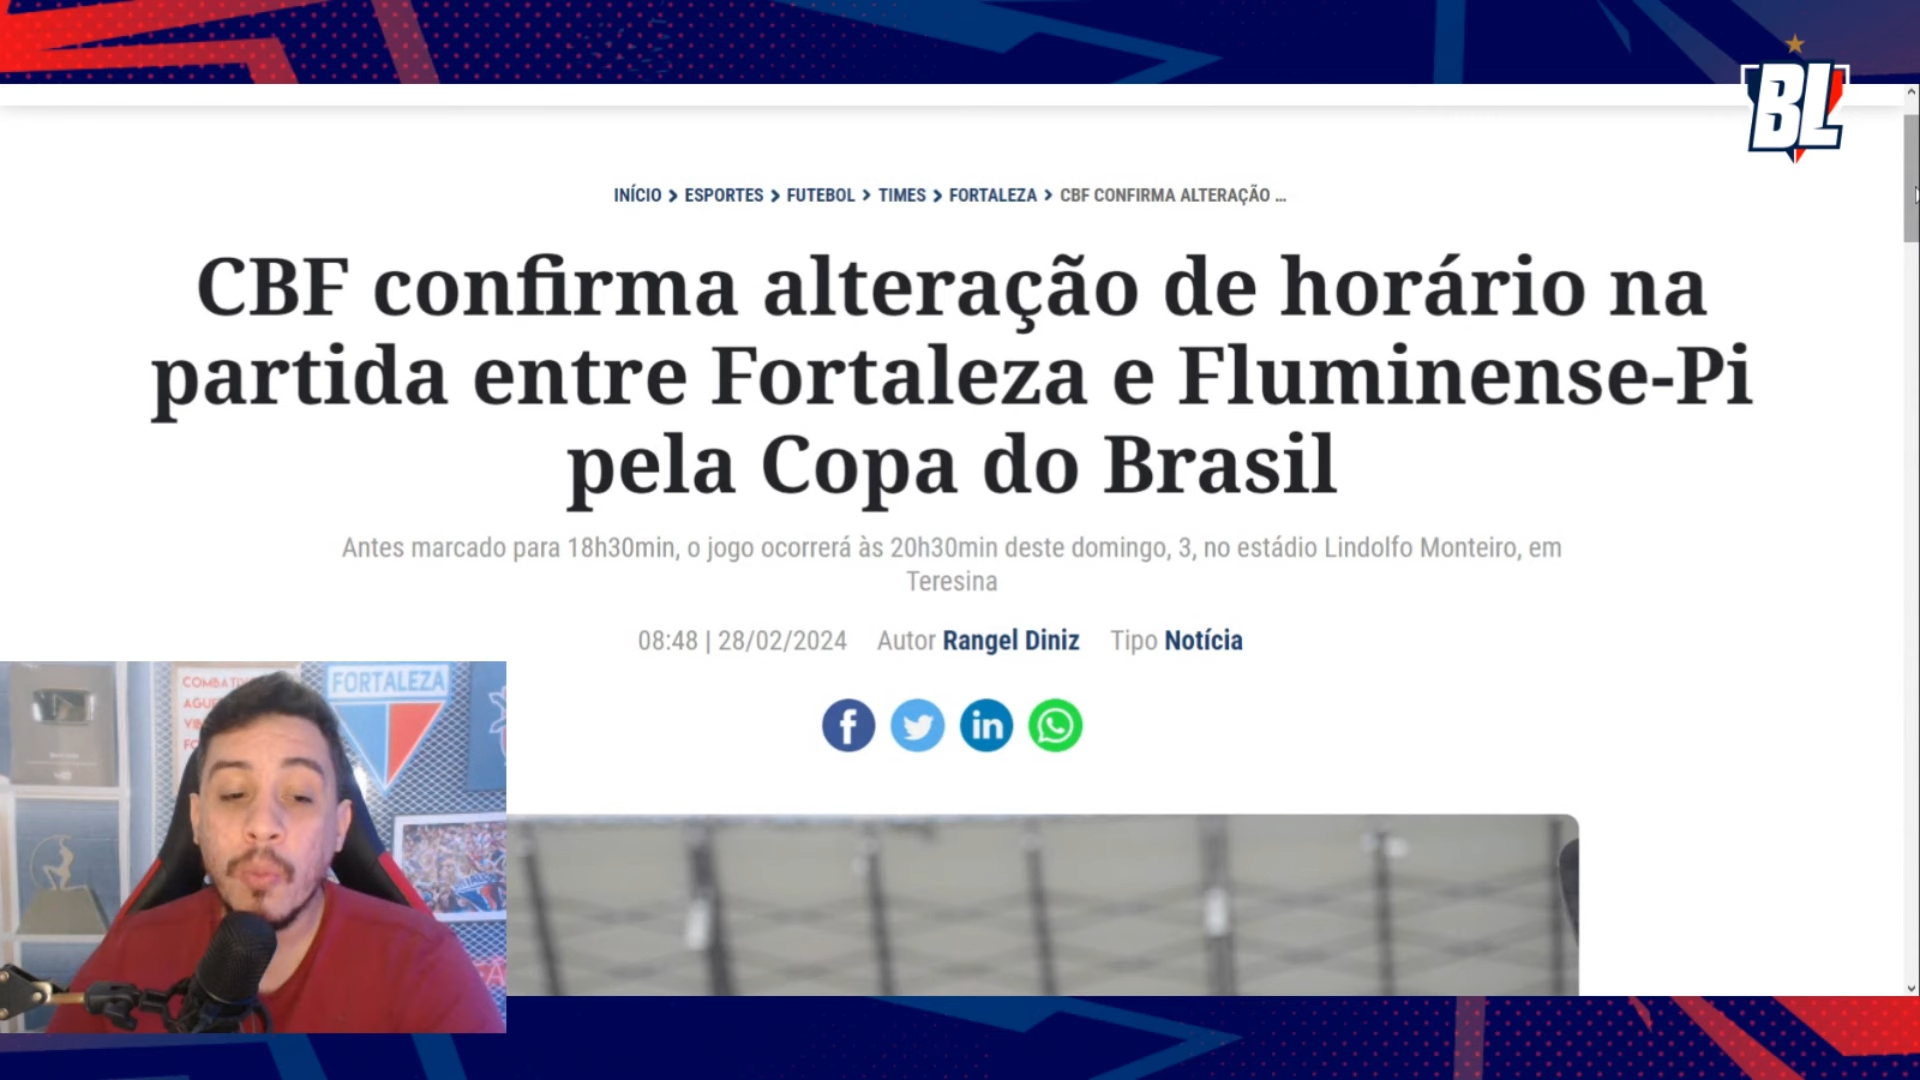 BL
INÍCIO > ESPORTES > FUTEBOL > TIMES > FORTALEZA > CBF CONFIRMA ALTERAÇÃO ...
CBF confirma alteração de horário na
partida entre Fortaleza e Fluminense-Pi
pela Copa do Brasil
Antes marcado para 18h30min, o jogo ocorrerá às 20h30min deste domingo, 3, no estádio Lindolfo Monteiro, em
Teresina
08:48 | 28/02/2024 Autor Rangel Diniz Tipo Notícia
FORTALEZA